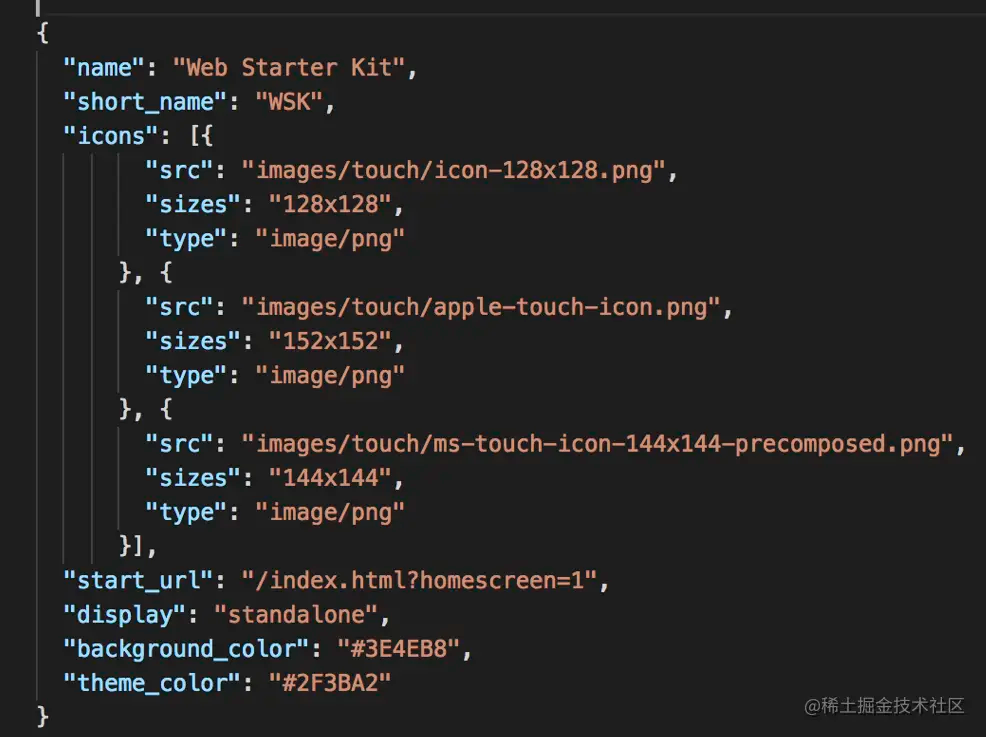 {
"name": "Web Starter Kit",
"short_name": "WSK",
"icons": [{
"src": "images/touch/icon-128x128.png",
"sizes": "128x128",
"type": "image/png"
}, {
"src": "images/touch/apple-touch-icon.png",
"sizes": "152x152",
"type": "image/png"
}, {
"src": "images/touch/ms-touch-icon-144x144-precomposed.png",
"sizes": "144x144",
"type": "image/png"
}],
"start_url": "/index.html?homescreen=1",
"display": "standalone",
"background_color": "#3E4EB8",
"theme_color": "#2F3BA2"
}
@稀土掘金技术社区